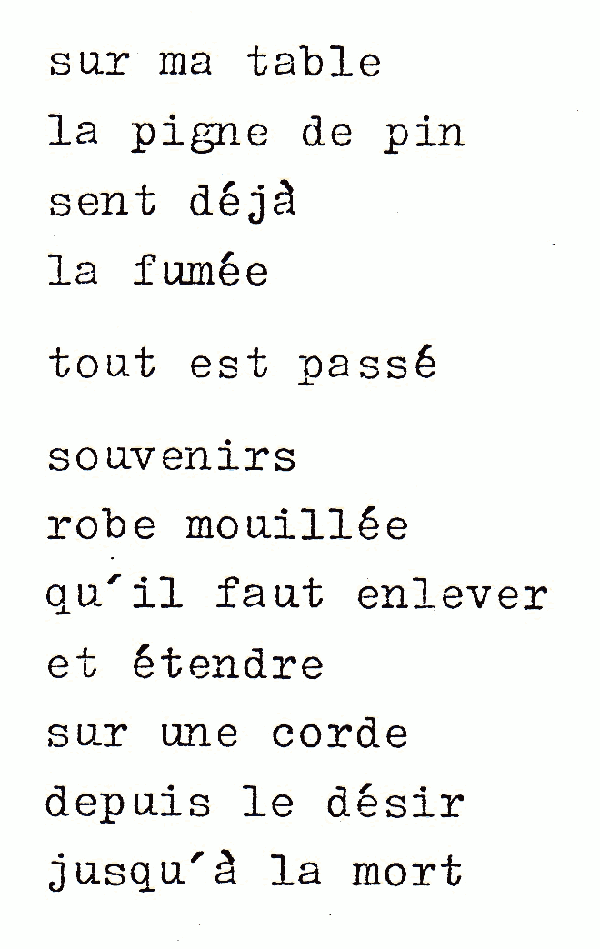 sur ma table
la pigne de pin
sent déjà
la fumée
tout est passé
souvenirs
robe mouillée
qu'il faut enlever
et étendre
sur une corde
depuis le désir
jusqu'à la mort